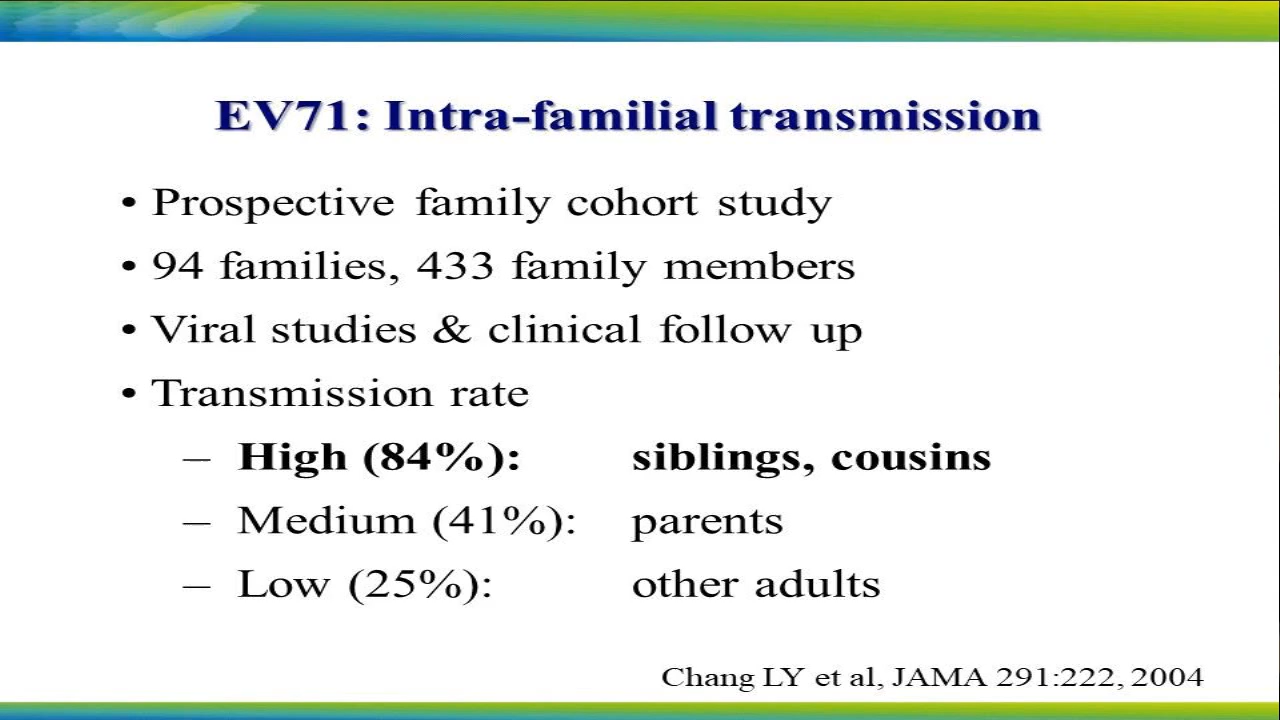 EV71: Intra-familial transmission
• Prospective family cohort study
• 94 families, 433 family members
• Viral studies & clinical follow up
• Transmission rate
– High (84%): siblings, cousins
– Medium (41%): parents
– Low (25%): other adults
Chang LY et al, JAMA 291:222, 2004